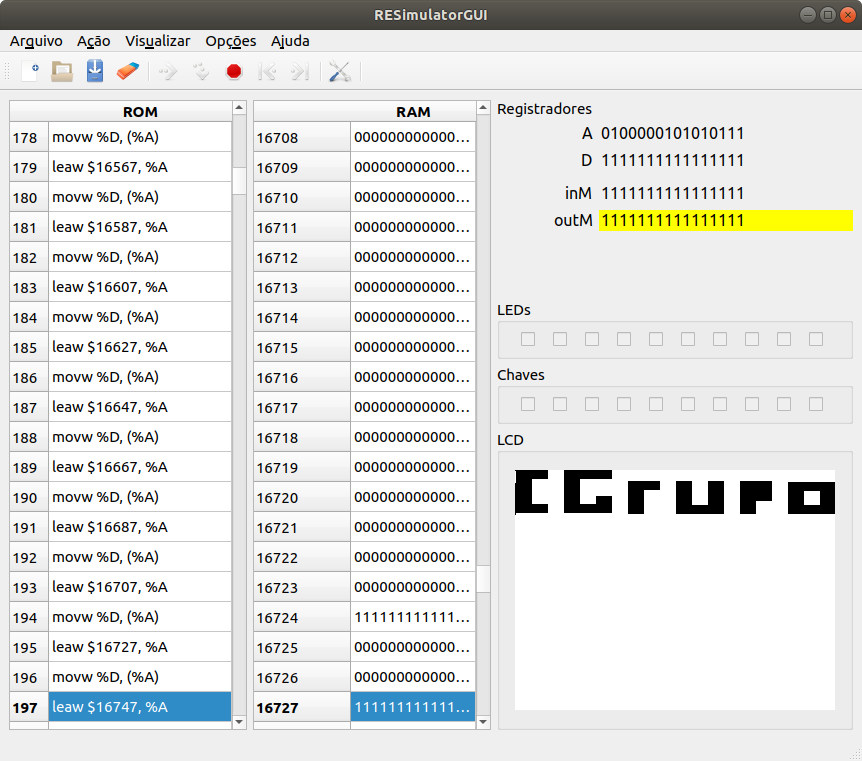 RESimulatorGUI
Arquivo Ação Visualizar Opções Ajuda
ROM
178 movw %D, (%A)
179 leaw $16567, %A
180 movw %D, (%A)
181 leaw $16587, %A
182 movw %D, (%A)
183 leaw $16607, %A
184 movw %D, (%A)
185 leaw $16627, %A
186 movw %D, (%A)
187 leaw $16647, %A
188 movw %D, (%A)
189 leaw $16667, %A
190 movw %D, (%A)
191 leaw $16687, %A
192 movw %D, (%A)
193 leaw $16707, %A
194 movw %D, (%A)
195 leaw $16727, %A
196 movw %D, (%A)
197 leaw $16747, %A
RAM
16708 000000000000...
16709 000000000000...
16710 000000000000...
16711 000000000000...
16712 000000000000...
16713 000000000000...
16714 000000000000...
16715 000000000000...
16716 000000000000...
16717 000000000000...
16718 000000000000...
16719 000000000000...
16720 000000000000...
16721 000000000000...
16722 000000000000...
16723 000000000000...
16724 111111111111...
16725 000000000000...
16726 000000000000...
16727 111111111111...
Registradores
A 0100000101010111
D 1111111111111111
inM 1111111111111111
outM 1111111111111111
LEDs
Chaves
LCD
Grupo